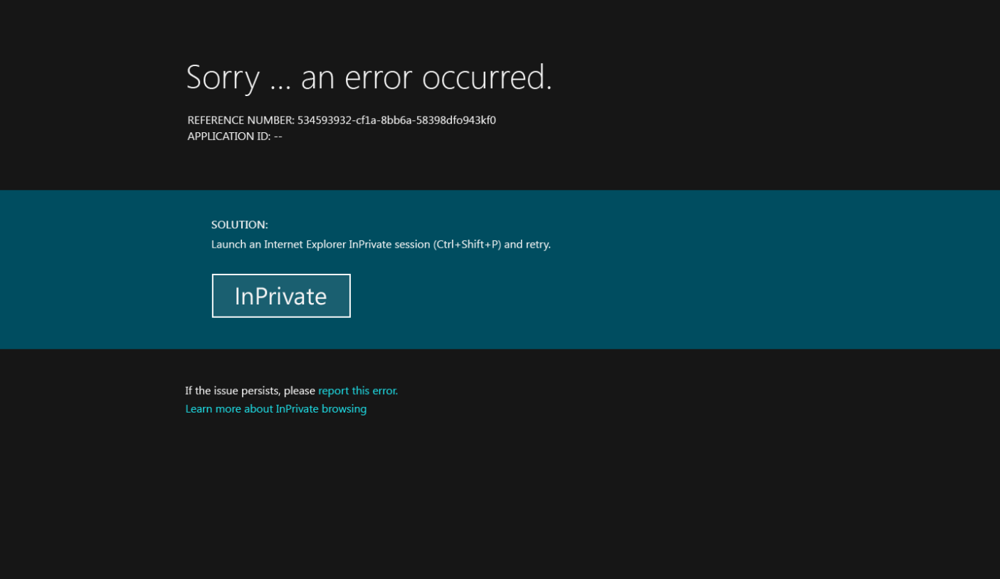 Sorry ... an error occurred.
REFERENCE NUMBER: 534593932-cf1a-8bb6a-58398dfo943kf0
APPLICATION ID: --
SOLUTION:
Launch an Internet Explorer InPrivate session (Ctrl+Shift+P) and retry.
InPrivate
If the issue persists, please report this error.
Learn more about InPrivate browsing